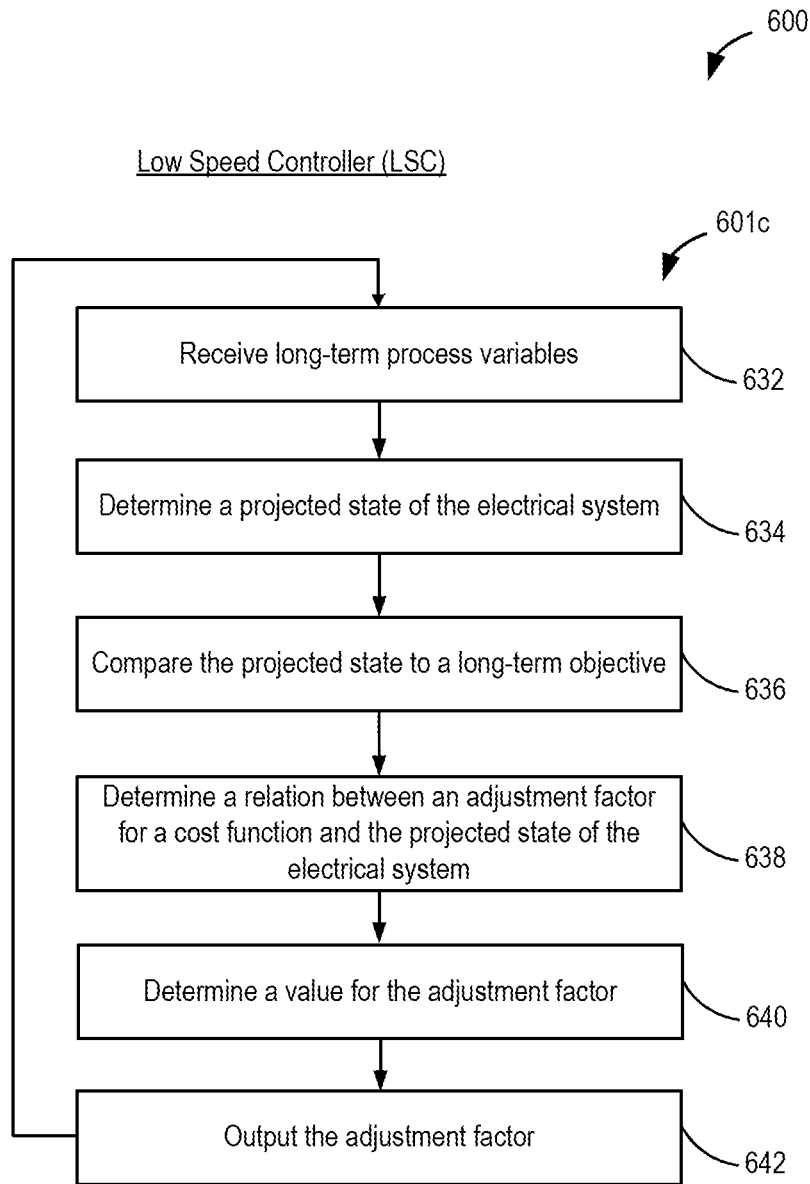 600
Low Speed Controller (LSC)
601c
Receive long-term process variables
632
Determine a projected state of the electrical system
634
Compare the projected state to a long-term objective
636
Determine a relation between an adjustment factor
for a cost function and the projected state of the
electrical system
638
Determine a value for the adjustment factor
640
Output the adjustment factor
642